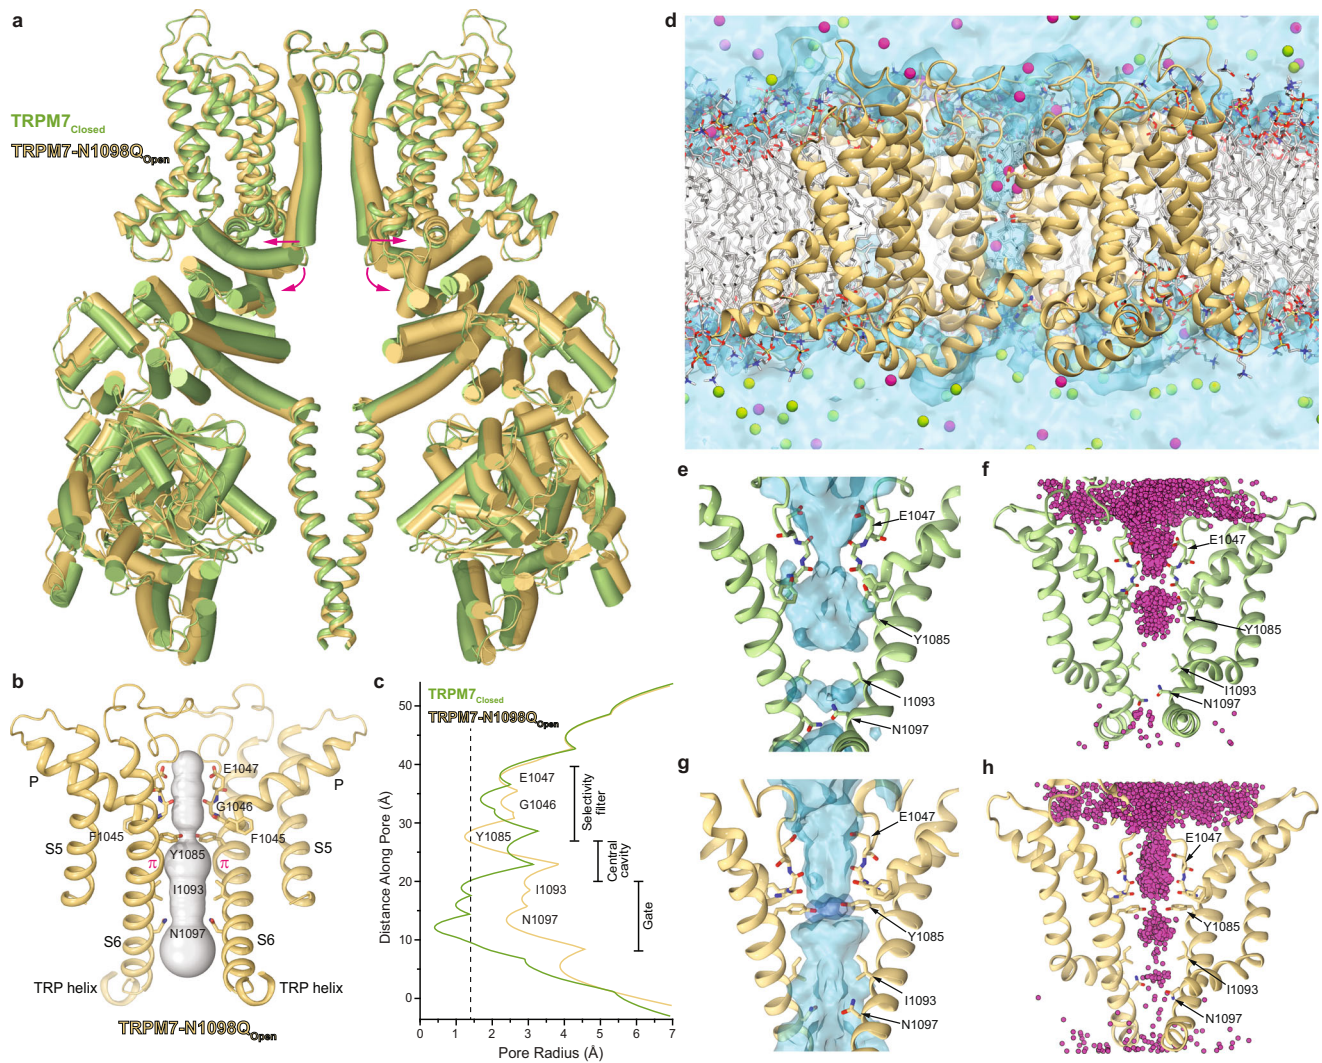 a
TRPM7Closed
TRPM7-N1098QOpen
b
E1047
P
P
G1046
F1045
F1045
S5
S5
Y1085
π
π
I1093
N1097
S6
S6
TRP helix
TRP helix
TRPM7-N1098QOpen
c
TRPM7Closed
TRPM7-N1098QOpen
50
40
30
20
10
0
Distance Along Pore (Å)
E1047
G1046
Y1085
I1093
N1097
Selectivity
filter
Central
cavity
Gate
0
1
2
3
4
5
6
7
Pore Radius (Å)
d
e
E1047
Y1085
I1093
N1097
f
E1047
Y1085
I1093
N1097
g
E1047
Y1085
I1093
N1097
h
E1047
Y1085
I1093
N1097